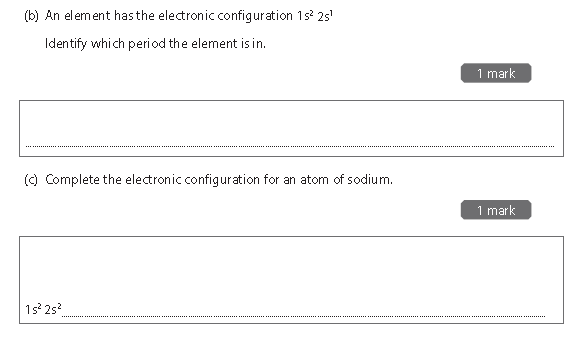 (b) An element has the electronic configuration 1s² 2s¹
Identify which period the element is in.
1 mark
(c) Complete the electronic configuration for an atom of sodium.
1 mark
1s² 2s²